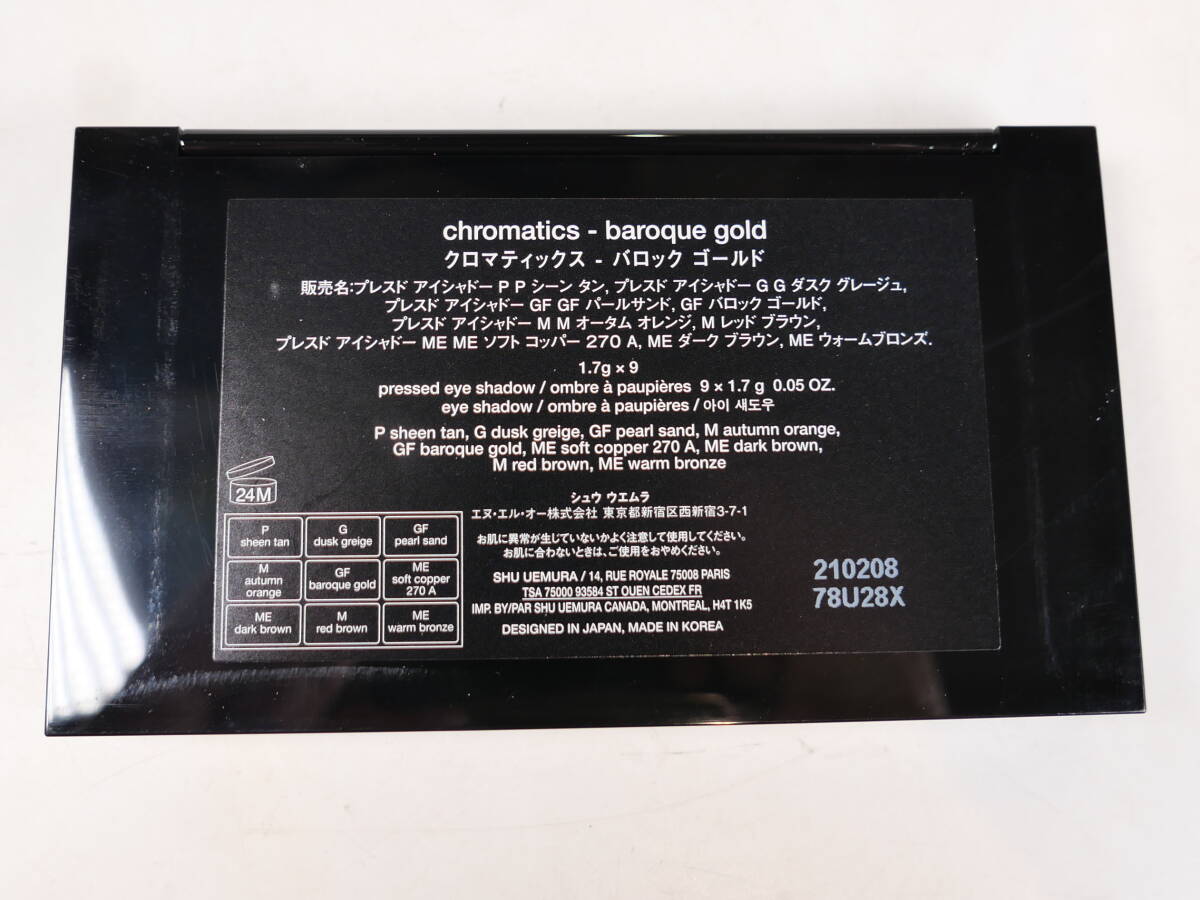 chromatics - baroque gold
クロマティックス - バロック ゴールド
販売名:プレスド アイシャドー P P シーン タン, プレスド アイシャドー G G ダスク グレージュ,
プレスド アイシャドー GF GF パールサンド, GF バロック ゴールド,
プレスド アイシャドー M M オータム オレンジ, M レッド ブラウン,
プレスド アイシャドー ME ME ソフト コッパー 270 A, ME ダーク ブラウン, ME ウォームブロンズ.
1.7g × 9
pressed eye shadow / ombre à paupières 9 × 1.7 g 0.05 OZ.
eye shadow / ombre à paupières / 아이 섀도우
P sheen tan, G dusk greige, GF pearl sand, M autumn orange,
GF baroque gold, ME soft copper 270 A, ME dark brown,
M red brown, ME warm bronze
24M
P
sheen tan
G
dusk greige
GF
pearl sand
M
autumn
orange
GF
baroque gold
ME
soft copper
270 A
ME
dark brown
M
red brown
ME
warm bronze
シュウ ウエムラ
エヌ・エル・オー株式会社 東京都新宿区西新宿3-7-1
お肌に異常が生じていないかよく注意して使用してください。
お肌に合わないときは、ご使用をおやめください。
SHU UEMURA / 14, RUE ROYALE 75008 PARIS
TSA 75000 93584 ST OUEN CEDEX FR
IMP. BY/PAR SHU UEMURA CANADA, MONTREAL, H4T 1K5
DESIGNED IN JAPAN, MADE IN KOREA
210208
78U28X